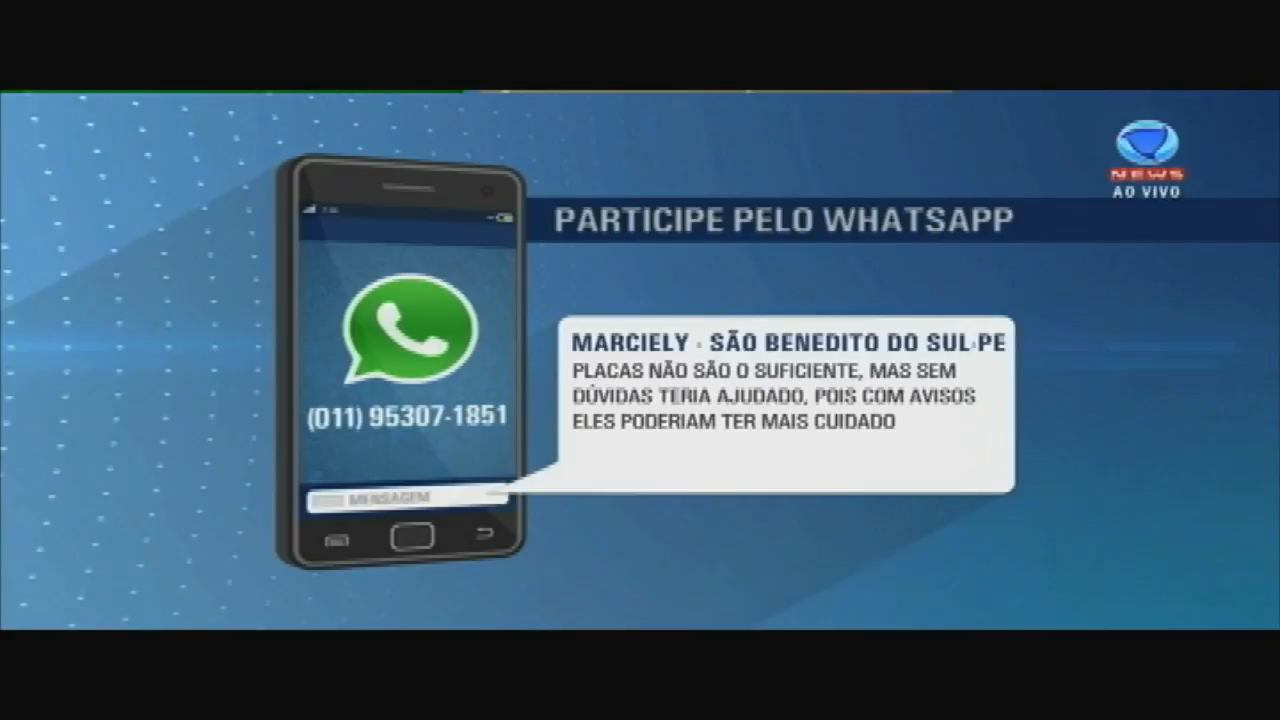 NEWS
AO VIVO
PARTICIPE PELO WHATSAPP
(011) 95307-1851
MENSAGEM
MARCIELY - SÃO BENEDITO DO SUL-PE
PLACAS NÃO SÃO O SUFICIENTE, MAS SEM
DÚVIDAS TERIA AJUDADO, POIS COM AVISOS
ELES PODERIAM TER MAIS CUIDADO